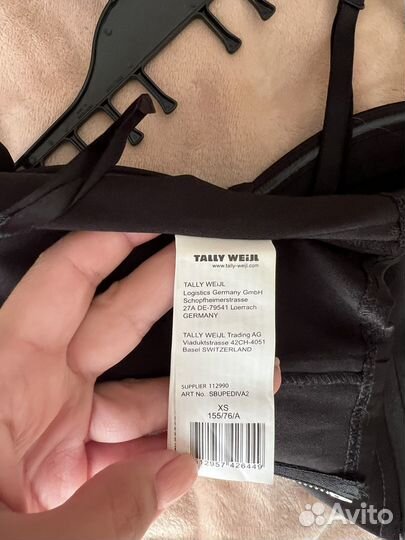 TALLY WEiJL
www.tally-weijl.com
TALLY WEiJL
Logistics Germany GmbH
Schopfheimerstrasse
27A DE-79541 Loerrach
GERMANY
TALLY WEIJL Trading AG
Viaduktstrasse 42CH-4051
Basel SWITZERLAND
SUPPLIER 112990
ART No. SBUPEDIVA2
XS
155/76/A
2957426449
Avito